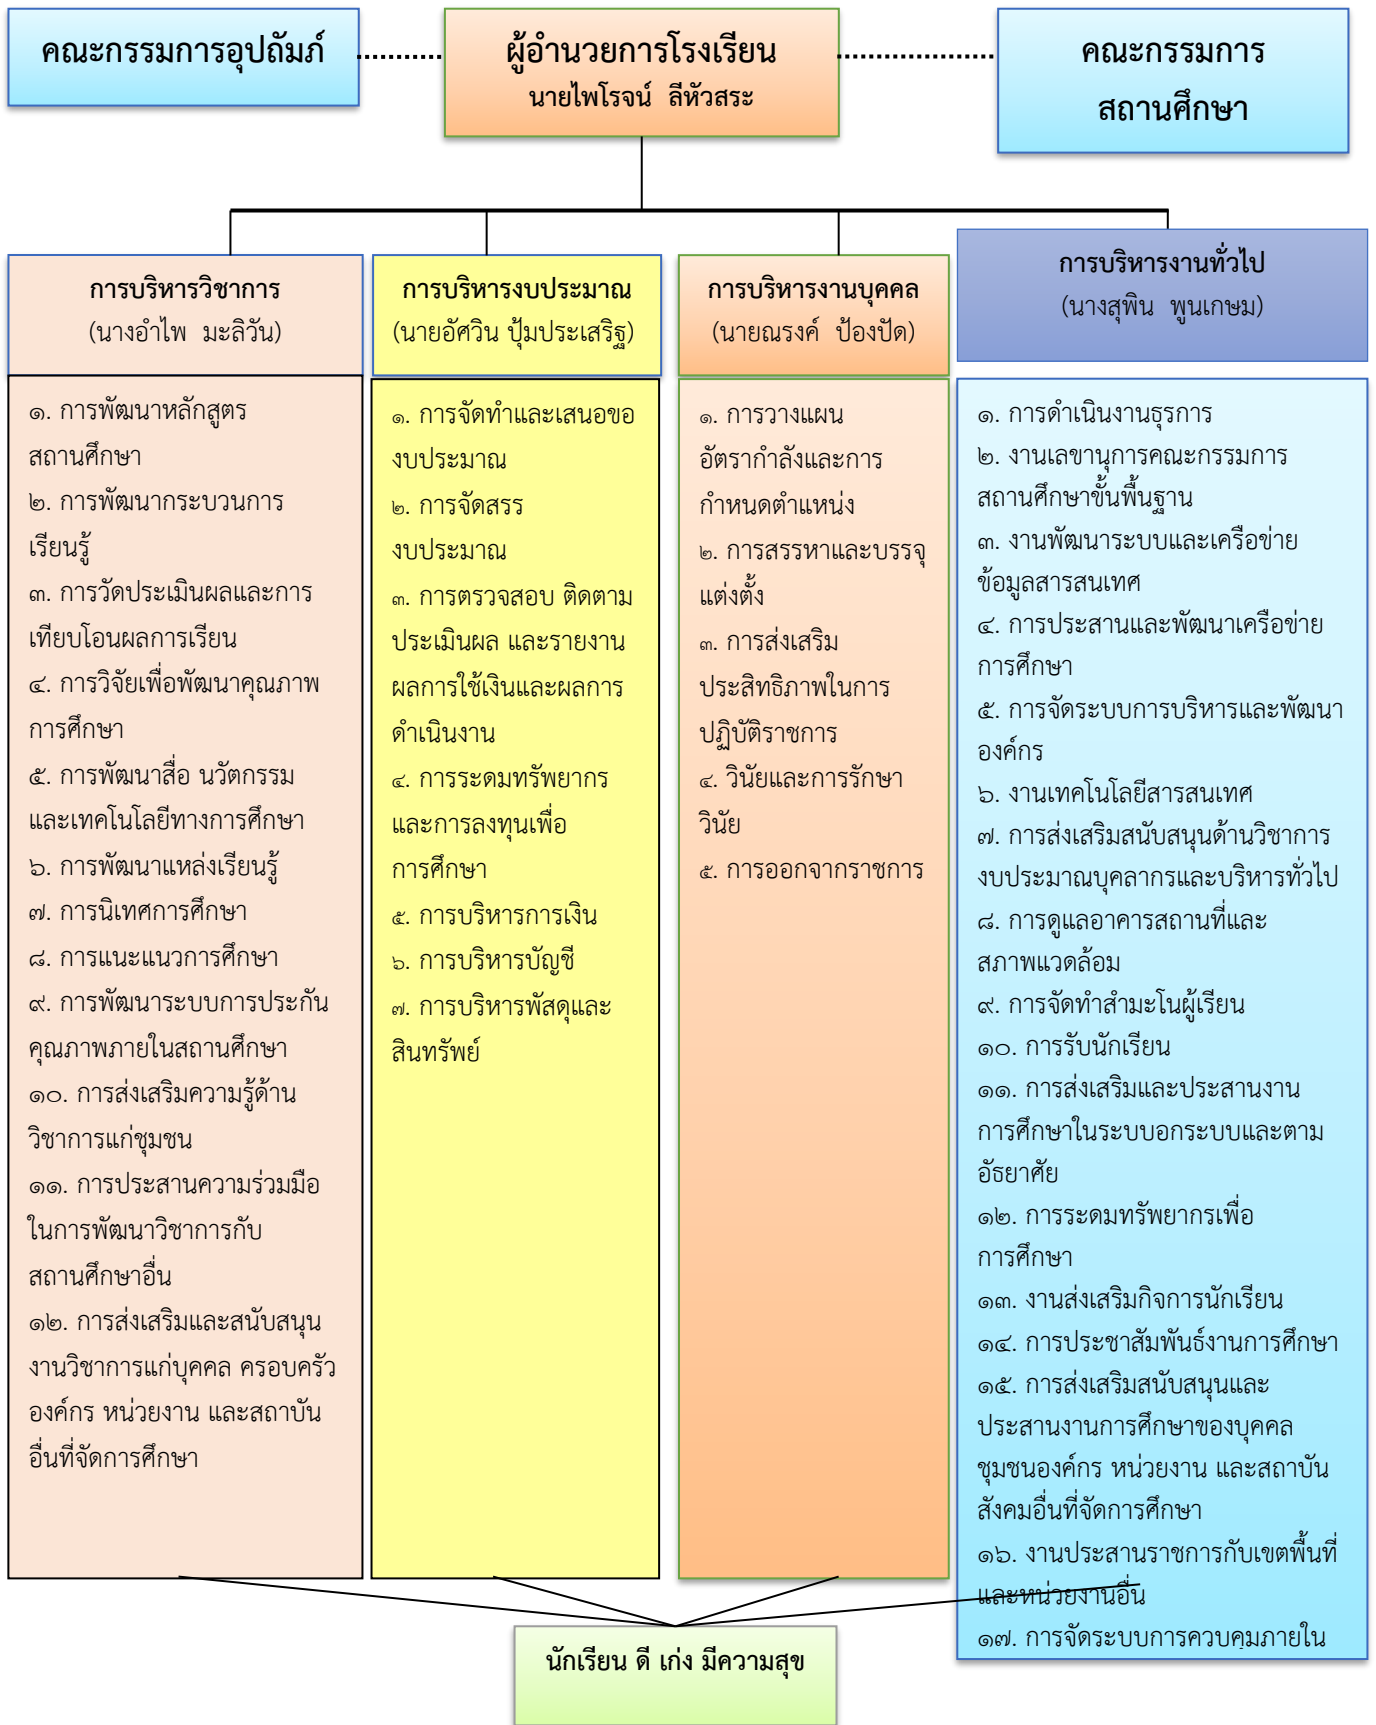 คณะกรรมการอุปถัมภ์
ผู้อำนวยการโรงเรียน
นายไพโรจน์ ลีหัวสระ
คณะกรรมการ
สถานศึกษา
การบริหารวิชาการ
(นางอำไพ มะลิวัน)
การบริหารงบประมาณ
(นายอัศวิน ปุ้มประเสริฐ)
การบริหารงานบุคคล
(นายณรงค์ ป้องปัด)
การบริหารงานทั่วไป
(นางสุพิน พูนเกษม)
๑. การพัฒนาหลักสูตร
สถานศึกษา
๒. การพัฒนากระบวนการ
เรียนรู้
๓. การวัดประเมินผลและการ
เทียบโอนผลการเรียน
๔. การวิจัยเพื่อพัฒนาคุณภาพ
การศึกษา
๕. การพัฒนาสื่อ นวัตกรรม
และเทคโนโลยีทางการศึกษา
๖. การพัฒนาแหล่งเรียนรู้
๗. การนิเทศการศึกษา
๘. การแนะแนวการศึกษา
๙. การพัฒนาระบบการประกัน
คุณภาพภายในสถานศึกษา
๑๐. การส่งเสริมความรู้ด้าน
วิชาการแก่ชุมชน
๑๑. การประสานความร่วมมือ
ในการพัฒนาวิชาการกับ
สถานศึกษาอื่น
๑๒. การส่งเสริมและสนับสนุน
งานวิชาการแก่บุคคล ครอบครัว
องค์กร หน่วยงาน และสถาบัน
อื่นที่จัดการศึกษา
๑. การจัดทำและเสนอขอ
งบประมาณ
๒. การจัดสรร
งบประมาณ
๓. การตรวจสอบ ติดตาม
ประเมินผล และรายงาน
ผลการใช้เงินและผลการ
ดำเนินงาน
๔. การระดมทรัพยากร
และการลงทุนเพื่อ
การศึกษา
๕. การบริหารการเงิน
๖. การบริหารบัญชี
๗. การบริหารพัสดุและ
สินทรัพย์
๑. การวางแผน
อัตรากำลังและการ
กำหนดตำแหน่ง
๒. การสรรหาและบรรจุ
แต่งตั้ง
๓. การส่งเสริม
ประสิทธิภาพในการ
ปฏิบัติราชการ
๔. วินัยและการรักษา
วินัย
๕. การออกจากราชการ
๑. การดำเนินงานธุรการ
๒. งานเลขานุการคณะกรรมการ
สถานศึกษาขั้นพื้นฐาน
๓. งานพัฒนาระบบและเครือข่าย
ข้อมูลสารสนเทศ
๔. การประสานและพัฒนาเครือข่าย
การศึกษา
๕. การจัดระบบการบริหารและพัฒนา
องค์กร
๖. งานเทคโนโลยีสารสนเทศ
๗. การส่งเสริมสนับสนุนด้านวิชาการ
งบประมาณบุคลากรและบริหารทั่วไป
๘. การดูแลอาคารสถานที่และ
สภาพแวดล้อม
๙. การจัดทำสำมะโนผู้เรียน
๑๐. การรับนักเรียน
๑๑. การส่งเสริมและประสานงาน
การศึกษาในระบบอกระบบและตาม
อัธยาศัย
๑๒. การระดมทรัพยากรเพื่อ
การศึกษา
๑๓. งานส่งเสริมกิจการนักเรียน
๑๔. การประชาสัมพันธ์งานการศึกษา
๑๕. การส่งเสริมสนับสนุนและ
ประสานงานการศึกษาของบุคคล
ชุมชนองค์กร หน่วยงาน และสถาบัน
สังคมอื่นที่จัดการศึกษา
๑๖. งานประสานราชการกับเขตพื้นที่
และหน่วยงานอื่น
๑๗. การจัดระบบการควบคุมภายใน
นักเรียน ดี เก่ง มีความสุข